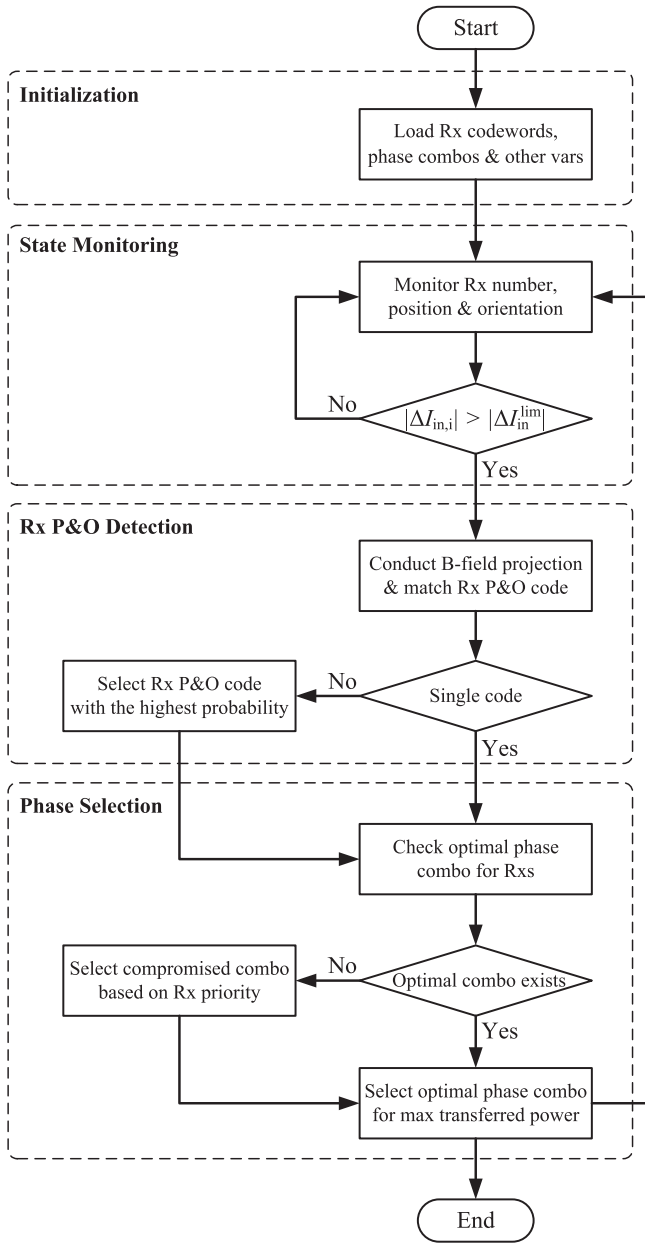 Start
Initialization
Load Rx codewords,
phase combos & other vars
State Monitoring
Monitor Rx number,
position & orientation
|ΔI_in,i| > |ΔI_in^lim|
No
Yes
Rx P&O Detection
Conduct B-field projection
& match Rx P&O code
Select Rx P&O code
with the highest probability
No
Single code
Yes
Phase Selection
Check optimal phase
combo for Rxs
Select compromised combo
based on Rx priority
No
Optimal combo exists
Yes
Select optimal phase combo
for max transferred power
End